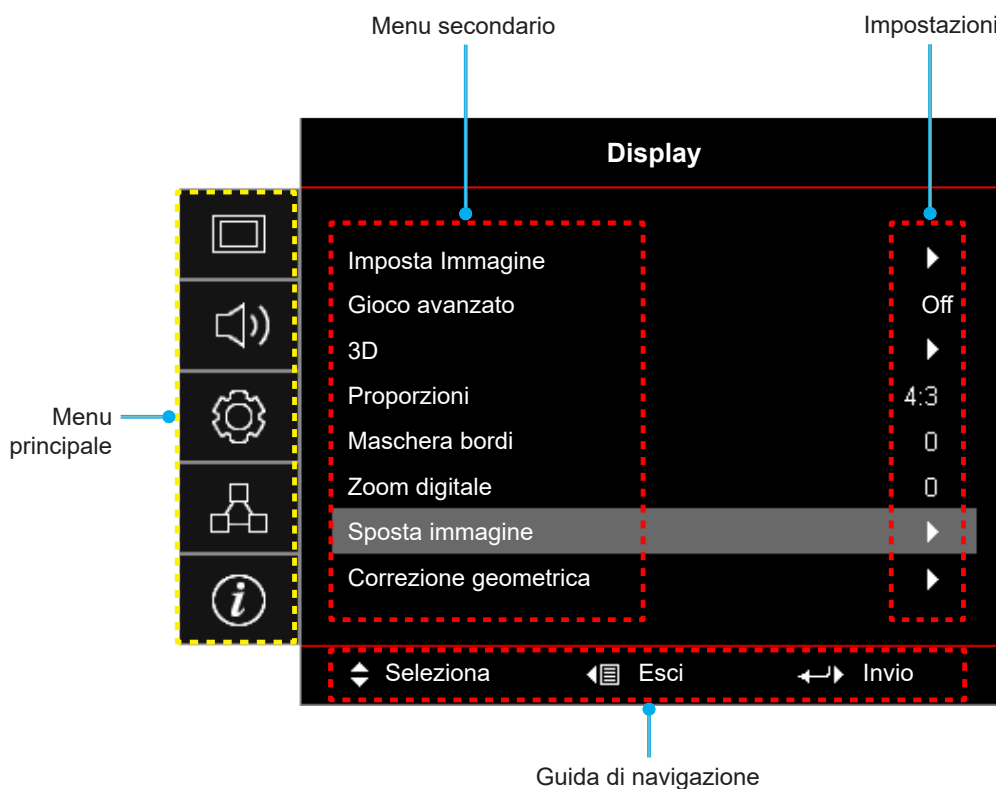 Menu secondario
Impostazioni
Display
Imposta Immagine
Gioco avanzato Off
3D
Proporzioni 4:3
Maschera bordi 0
Zoom digitale 0
Sposta immagine
Correzione geometrica
Menu
principale
Seleziona Esci Invio
Guida di navigazione